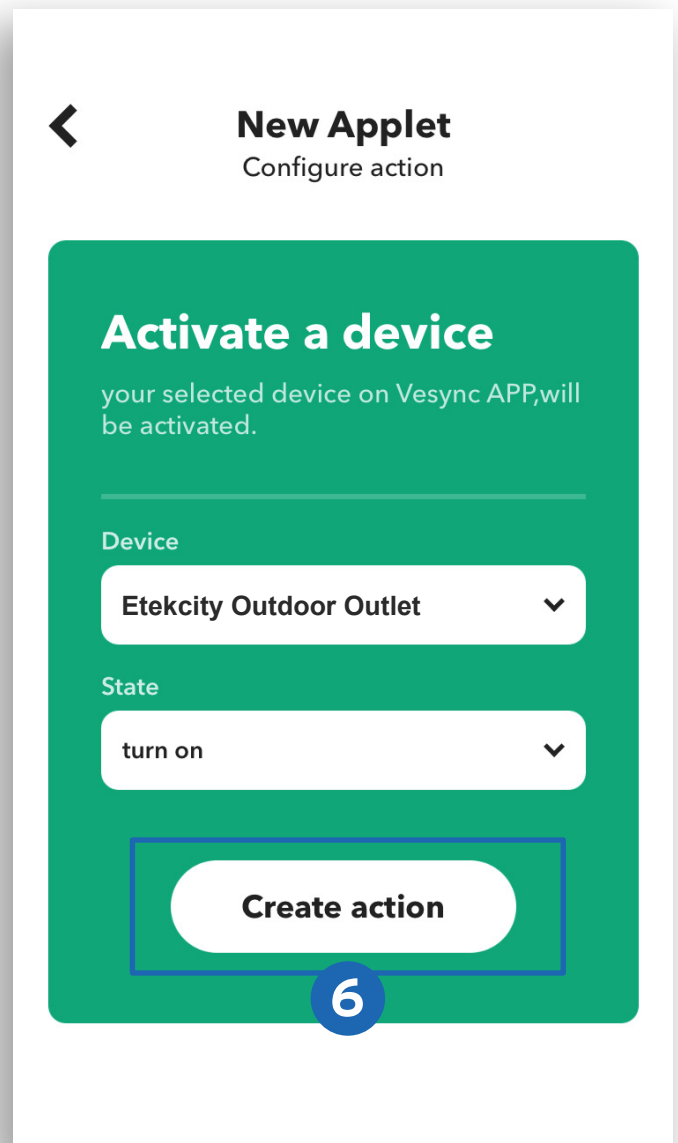 New Applet
Configure action
Activate a device
your selected device on Vesync APP,will
be activated.
Device
Etekcity Outdoor Outlet
State
turn on
Create action
6